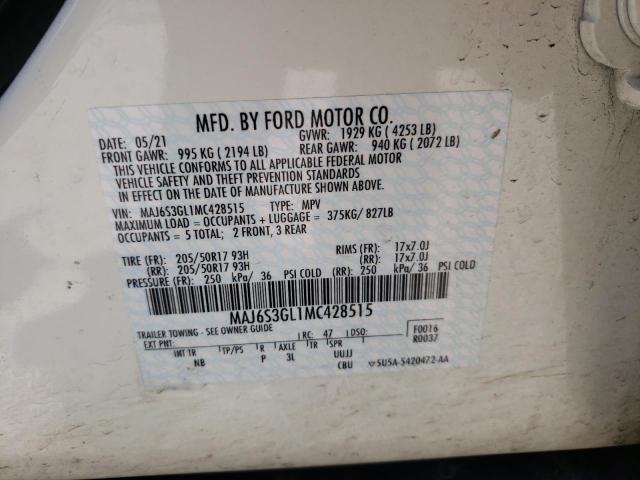 MFD. BY FORD MOTOR CO.
DATE: 05/21 GVWR: 1929 KG ( 4253 LB)
FRONT GAWR: 995 KG ( 2194 LB) REAR GAWR: 940 KG ( 2072 LB)
THIS VEHICLE CONFORMS TO ALL APPLICABLE FEDERAL MOTOR
VEHICLE SAFETY AND THEFT PREVENTION STANDARDS
IN EFFECT ON THE DATE OF MANUFACTURE SHOWN ABOVE.
VIN: MAJ6S3GL1MC428515 TYPE: MPV
MAXIMUM LOAD = OCCUPANTS + LUGGAGE = 375KG/ 827LB
OCCUPANTS = 5 TOTAL; 2 FRONT, 3 REAR
TIRE (FR): 205/50R17 93H RIMS (FR): 17x7.0J
(RR): 205/50R17 93H (RR): 17x7.0J
PRESSURE (FR): 250 kPa/ 36 PSI COLD (RR): 250 kPa/ 36 PSI COLD
MAJ6S3GL1MC428515
TRAILER TOWING - SEE OWNER GUIDE
EXT PNT: RC: 47 DSO: F0016
R0037
INT TR TP/PS R AXLE TR SPR UUJJ
NB P 3L CBU 5U5A-5420472-AA